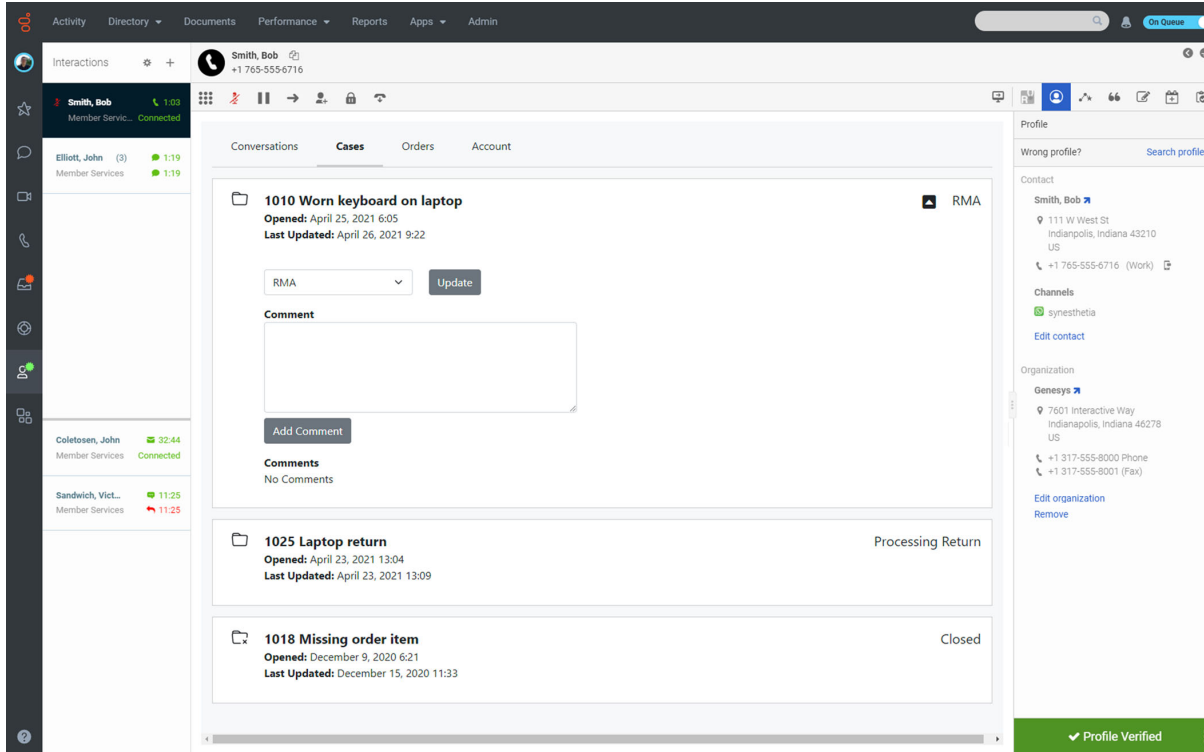 Activity
Directory
Documents
Performance
Reports
Apps
Admin
On Queue
Interactions
Smith, Bob
1:03
Member Servic...
Connected
Elliott, John (3)
1:19
Member Services
1:19
Coletosen, John
32:44
Member Services
Connected
Sandwich, Vict...
11:25
Member Services
11:25
Smith, Bob
+1 765-555-6716
Conversations
Cases
Orders
Account
1010 Worn keyboard on laptop
RMA
Opened: April 25, 2021 6:05
Last Updated: April 26, 2021 9:22
RMA
Update
Comment
Add Comment
Comments
No Comments
1025 Laptop return
Processing Return
Opened: April 23, 2021 13:04
Last Updated: April 23, 2021 13:09
1018 Missing order item
Closed
Opened: December 9, 2020 6:21
Last Updated: December 15, 2020 11:33
Profile
Wrong profile?
Search profile
Contact
Smith, Bob
111 W West St
Indianpolis, Indiana 43210
US
+1 765-555-6716 (Work)
Channels
synesthetia
Edit contact
Organization
Genesys
7601 Interactive Way
Indianapolis, Indiana 46278
US
+1 317-555-8000 Phone
+1 317-555-8001 (Fax)
Edit organization
Remove
Profile Verified